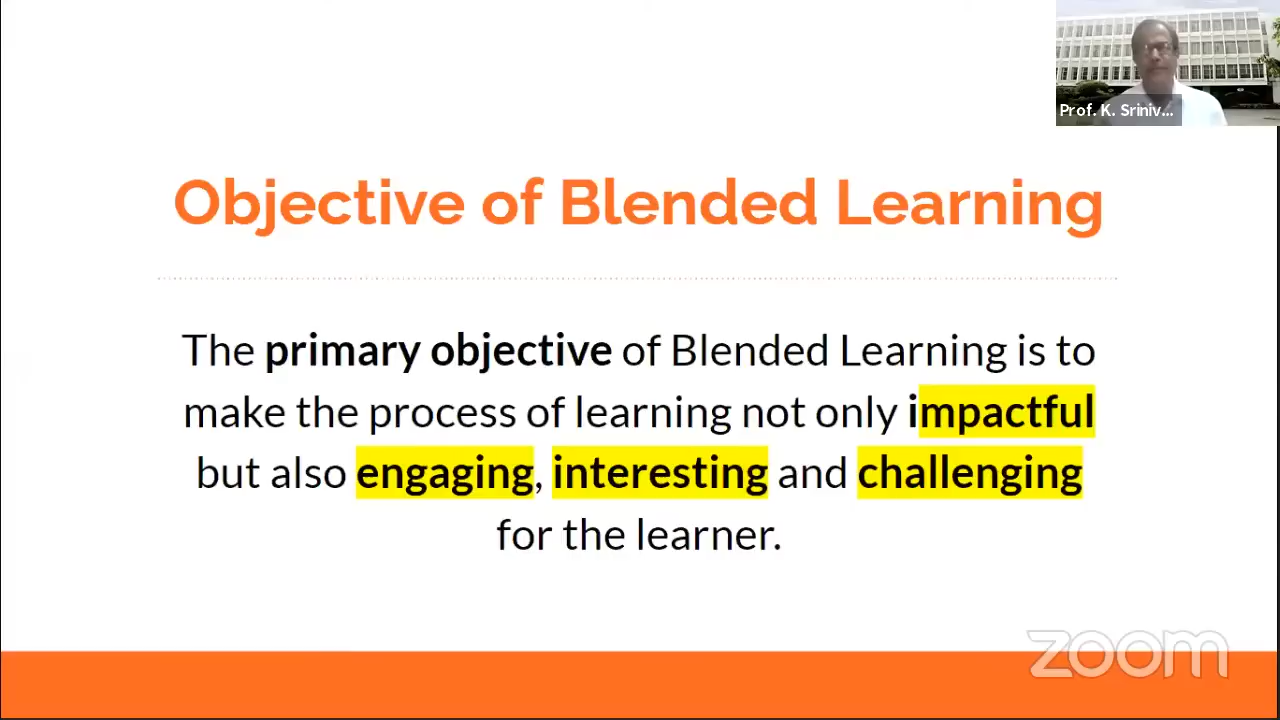 Prof. K. Sriniv...
Objective of Blended Learning
The primary objective of Blended Learning is to
make the process of learning not only impactful
but also engaging, interesting and challenging
for the learner.
zoom